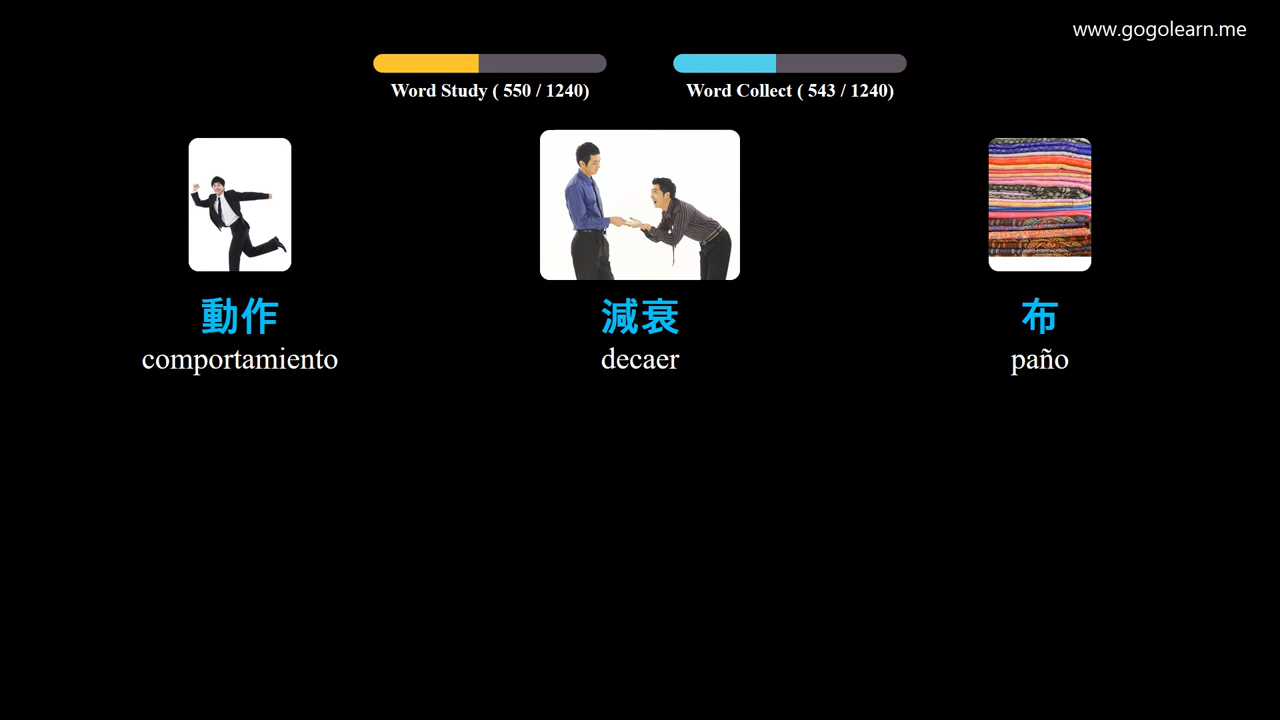 www.gogolearn.me
Word Study ( 550 / 1240)
Word Collect ( 543 / 1240)
動作
減衰
布
comportamiento
decaer
paño